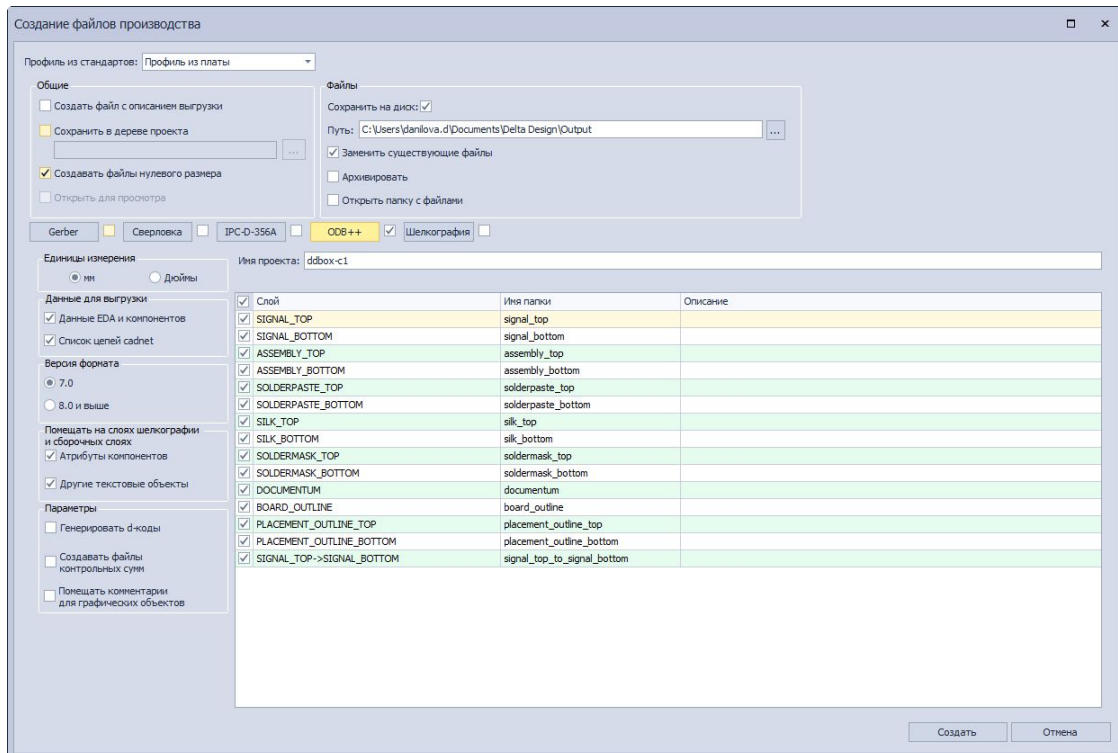 Создание файлов производства
Профиль из стандартов: Профиль из платы
Общие
Создать файл с описанием выгрузки
Сохранить в дереве проекта
...
Создавать файлы нулевого размера
Открыть для просмотра
Файлы
Сохранить на диск:
Путь: C:\Users\danilova.d\Documents\Delta Design\Output ...
Заменить существующие файлы
Архивировать
Открыть папку с файлами
Gerber Сверловка IPC-D-356A ODB++ Шелкография
Единицы измерения
мм Дюймы
Данные для выгрузки
Данные EDA и компонентов
Список цепей cadnet
Версия формата
7.0
8.0 и выше
Помещать на слоях шелкографии
и сборочных слоях
Атрибуты компонентов
Другие текстовые объекты
Параметры
Генерировать d-коды
Создавать файлы
контрольных сумм
Помещать комментарии
для графических объектов
Имя проекта: ddbox-c1
Слой Имя папки Описание
SIGNAL_TOP signal_top
SIGNAL_BOTTOM signal_bottom
ASSEMBLY_TOP assembly_top
ASSEMBLY_BOTTOM assembly_bottom
SOLDERPASTE_TOP solderpaste_top
SOLDERPASTE_BOTTOM solderpaste_bottom
SILK_TOP silk_top
SILK_BOTTOM silk_bottom
SOLDERMASK_TOP soldermask_top
SOLDERMASK_BOTTOM soldermask_bottom
DOCUMENTUM documentum
BOARD_OUTLINE board_outline
PLACEMENT_OUTLINE_TOP placement_outline_top
PLACEMENT_OUTLINE_BOTTOM placement_outline_bottom
SIGNAL_TOP->SIGNAL_BOTTOM signal_top_to_signal_bottom
Создать Отмена